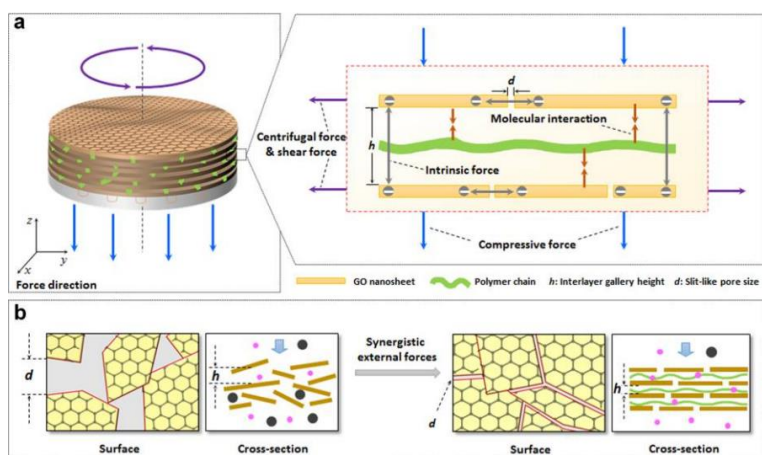 a
d
Molecular interaction
Centrifugal force
& shear force
h
Intrinsic force
Compressive force
z
y
x
Force direction
GO nanosheet
Polymer chain
h: Interlayer gallery height
d: Slit-like pore size
b
Synergistic
external forces
d
h
h
d
Surface
Cross-section
Surface
Cross-section